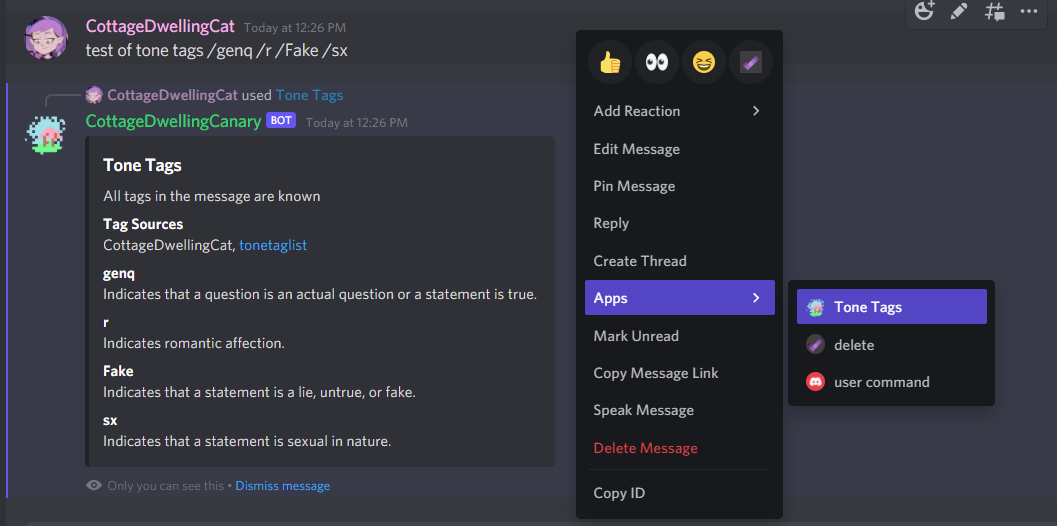 CottageDwellingCat Today at 12:26 PM
test of tone tags /genq /r /Fake /sx
CottageDwellingCat used Tone Tags
CottageDwellingCanary BOT Today at 12:26 PM
Tone Tags
All tags in the message are known
Tag Sources
CottageDwellingCat, tonetaglist
genq
Indicates that a question is an actual question or a statement is true.
r
Indicates romantic affection.
Fake
Indicates that a statement is a lie, untrue, or fake.
sx
Indicates that a statement is sexual in nature.
Only you can see this • Dismiss message
Add Reaction
Edit Message
Pin Message
Reply
Create Thread
Apps
Mark Unread
Copy Message Link
Speak Message
Delete Message
Copy ID
Tone Tags
delete
user command